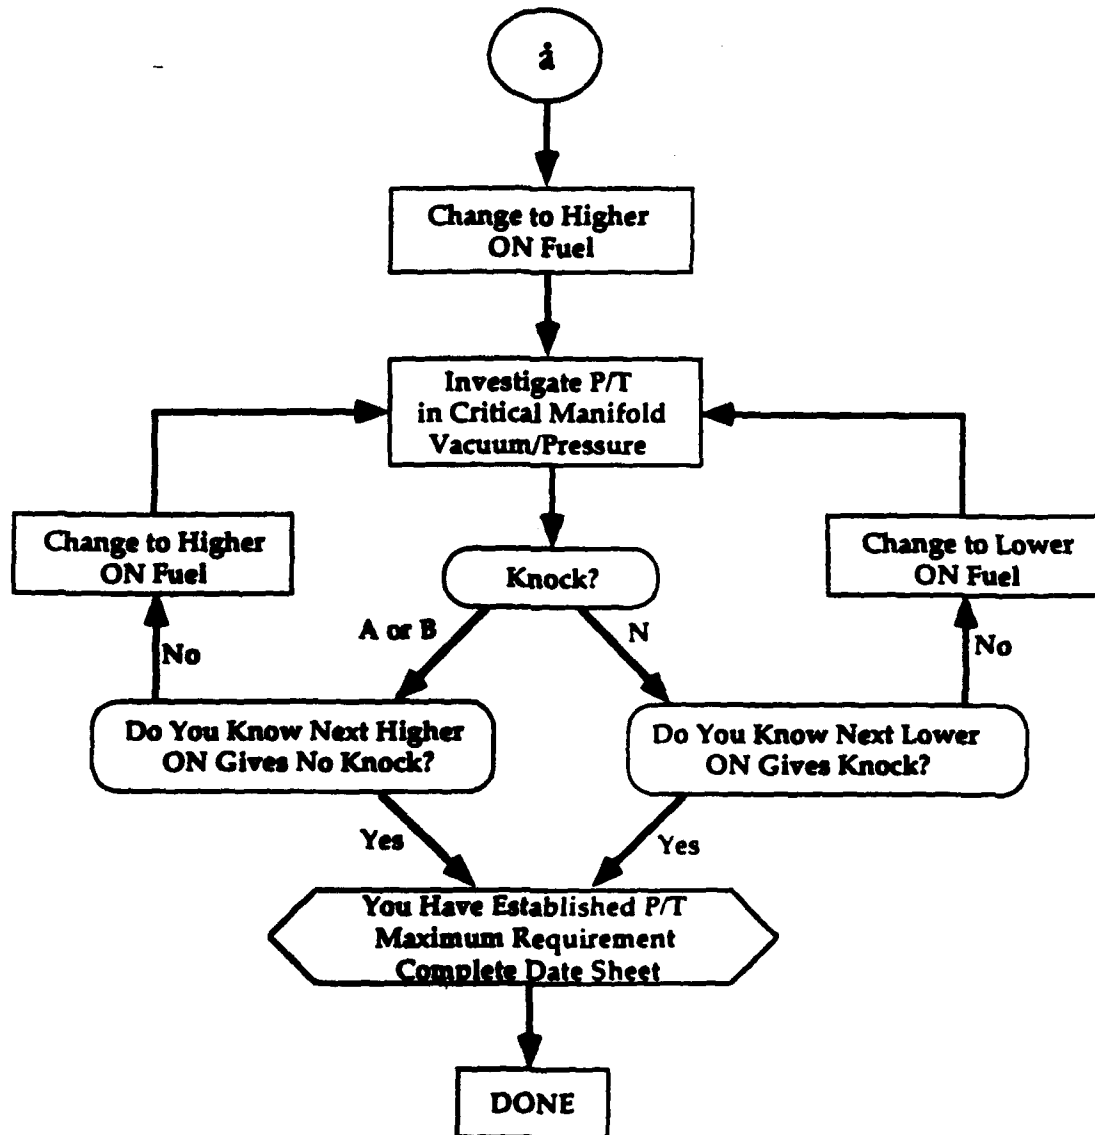 å
Change to Higher
ON Fuel
Investigate P/T
in Critical Manifold
Vacuum/Pressure
Change to Higher
ON Fuel
Knock?
Change to Lower
ON Fuel
A or B
N
No
No
Do You Know Next Higher
ON Gives No Knock?
Do You Know Next Lower
ON Gives Knock?
Yes
Yes
You Have Established P/T
Maximum Requirement
Complete Date Sheet
DONE